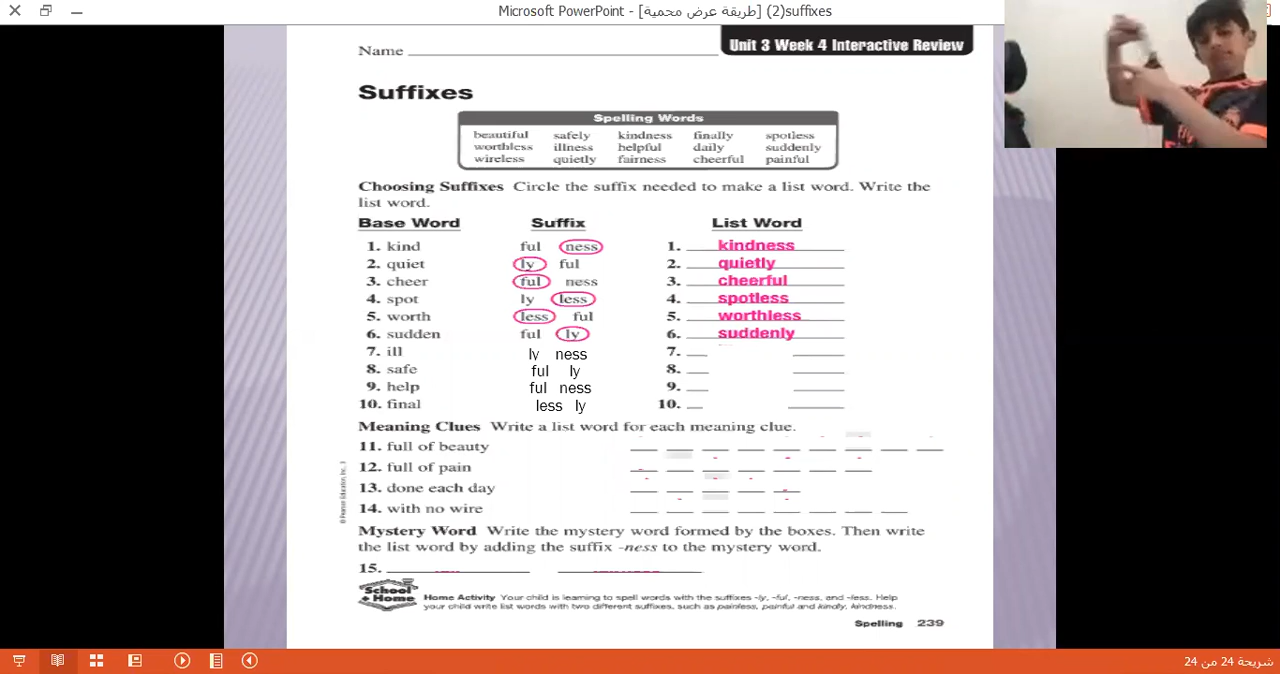 suffixes(2) [طريقة عرض محمية] - Microsoft PowerPoint
Name
Unit 3 Week 4 Interactive Review
Suffixes
Spelling Words
beautiful safely kindness finally spotless
worthless illness helpful daily suddenly
wireless quietly fairness cheerful painful
Choosing Suffixes Circle the suffix needed to make a list word. Write the
list word.
Base Word Suffix List Word
1. kind ful ness 1. kindness
2. quiet ly ful 2. quietly
3. cheer ful ness 3. cheerful
4. spot ly less 4. spotless
5. worth less ful 5. worthless
6. sudden ful ly 6. suddenly
7. ill ly ness 7.
8. safe ful ly 8.
9. help ful ness 9.
10. final less ly 10.
Meaning Clues Write a list word for each meaning clue.
11. full of beauty
12. full of pain
13. done each day
14. with no wire
© Pearson Education, Inc. 3
Mystery Word Write the mystery word formed by the boxes. Then write
the list word by adding the suffix -ness to the mystery word.
15.
School + Home
Home Activity Your child is learning to spell words with the suffixes -ly, -ful, -ness, and -less. Help
your child write list words with two different suffixes, such as painless, painful and kindly, kindness.
Spelling 239
شريحة 24 من 24